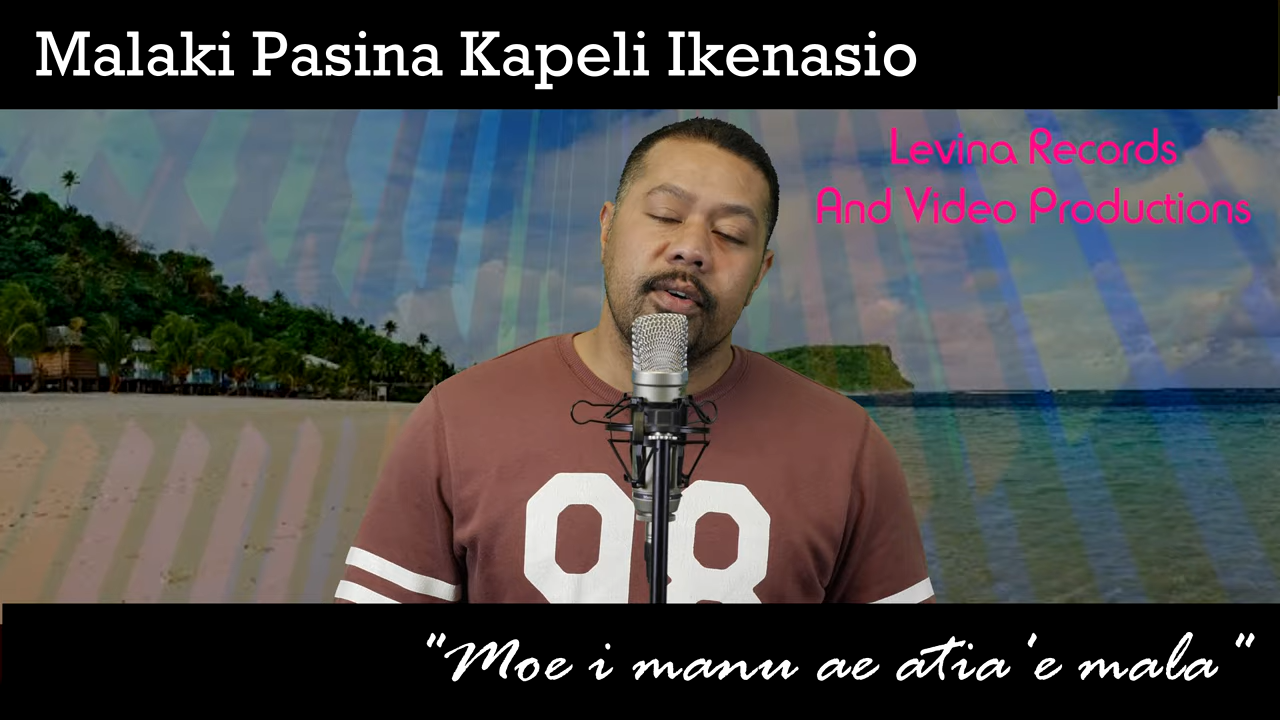 Malaki Pasina Kapeli Ikenasio
Levina Records
And Video Productions
98
"Moe i manu ae atia'e mala"